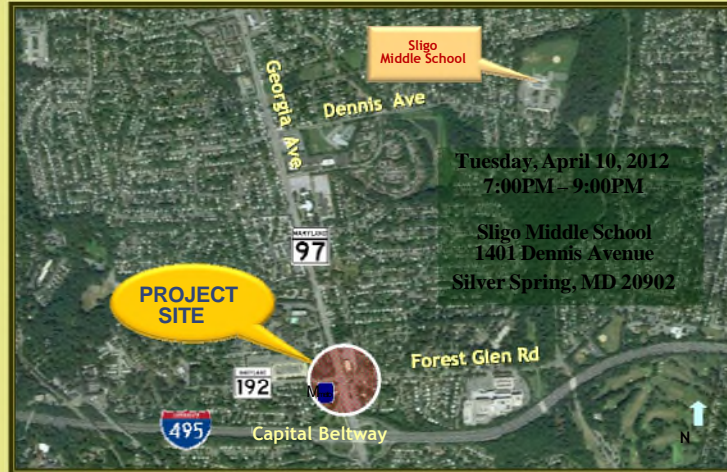 Sligo
Middle School
Georgia Ave
Dennis Ave
Tuesday, April 10, 2012
7:00PM – 9:00PM
Sligo Middle School
1401 Dennis Avenue
Silver Spring, MD 20902
MARYLAND
97
PROJECT
SITE
Forest Glen Rd
MARYLAND
192
M
495
Capital Beltway
N